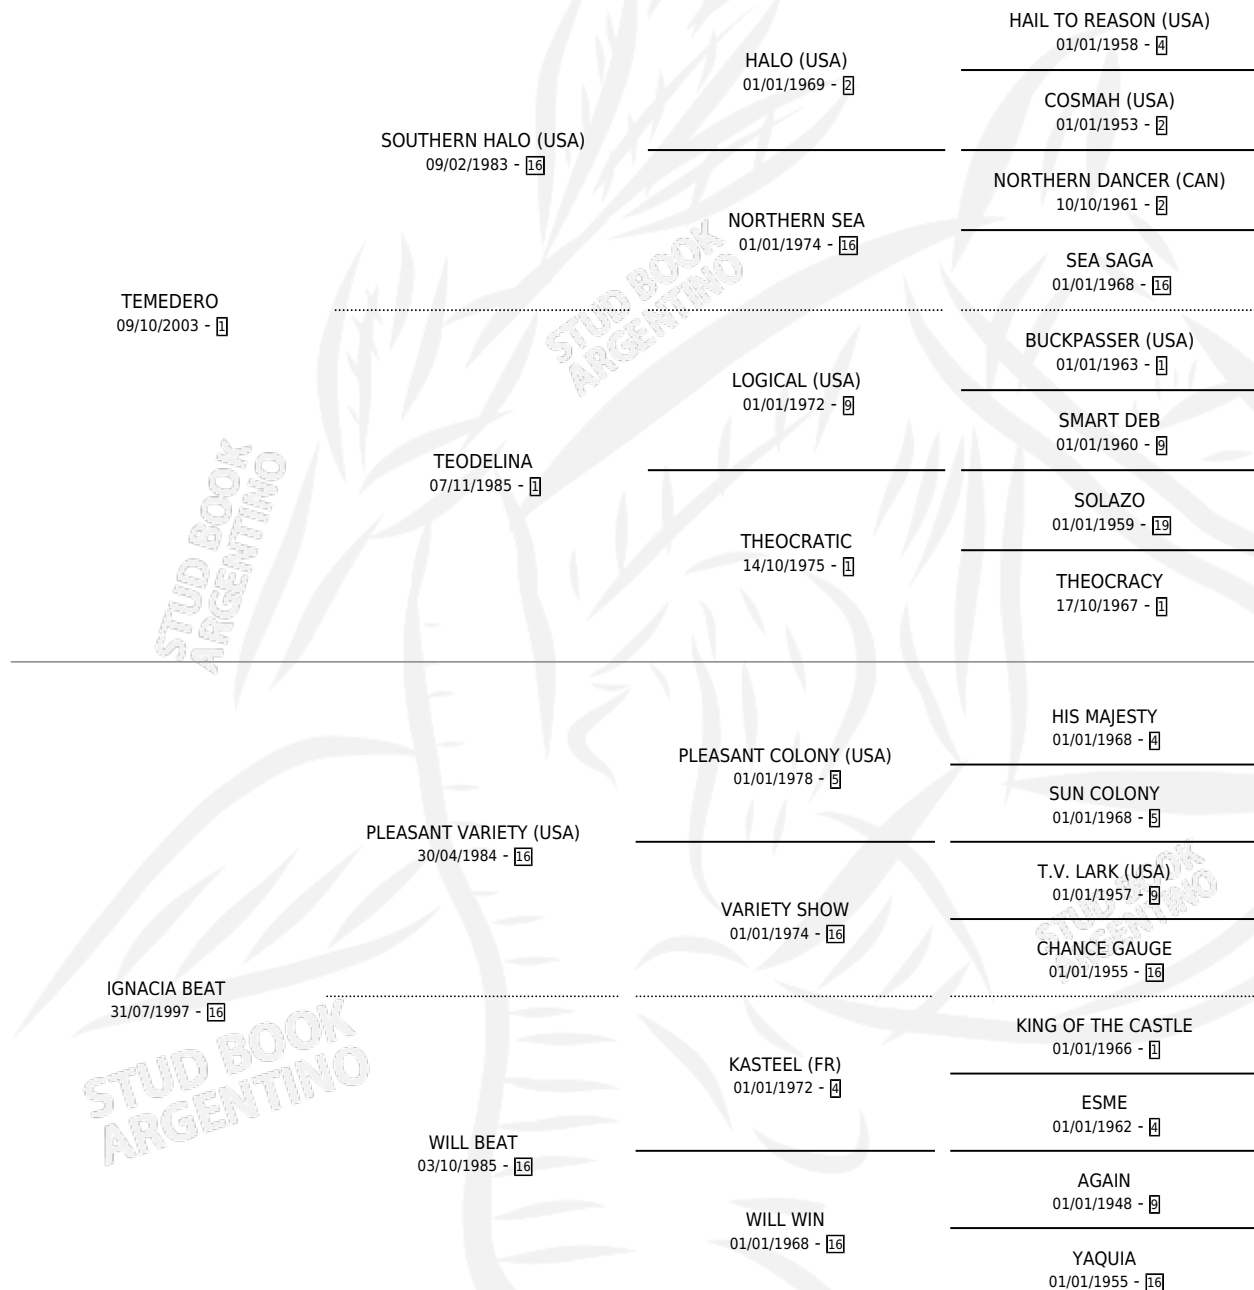 HAIL TO REASON (USA)
01/01/1958 - 4
HALO (USA)
01/01/1969 - 2
COSMAH (USA)
01/01/1953 - 2
SOUTHERN HALO (USA)
09/02/1983 - 16
NORTHERN DANCER (CAN)
10/10/1961 - 2
NORTHERN SEA
01/01/1974 - 16
SEA SAGA
01/01/1968 - 16
STUD BOOK
ARGENTINO
TEMEDERO
09/10/2003 - 1
BUCKPASSER (USA)
01/01/1963 - 1
LOGICAL (USA)
01/01/1972 - 9
SMART DEB
01/01/1960 - 9
TEODELINA
07/11/1985 - 1
SOLAZO
01/01/1959 - 19
THEOCRATIC
14/10/1975 - 1
THEOCRACY
17/10/1967 - 1
STUD BOOK
ARGENTINO
HIS MAJESTY
01/01/1968 - 4
PLEASANT COLONY (USA)
01/01/1978 - 5
SUN COLONY
01/01/1968 - 5
PLEASANT VARIETY (USA)
30/04/1984 - 16
T.V. LARK (USA)
01/01/1957 - 9
VARIETY SHOW
01/01/1974 - 16
CHANCE GAUGE
01/01/1955 - 16
STUD BOOK
ARGENTINO
IGNACIA BEAT
31/07/1997 - 16
KING OF THE CASTLE
01/01/1966 - 1
KASTEEL (FR)
01/01/1972 - 4
ESME
01/01/1962 - 4
STUD BOOK
ARGENTINO
WILL BEAT
03/10/1985 - 16
AGAIN
01/01/1948 - 9
WILL WIN
01/01/1968 - 16
YAQUIA
01/01/1955 - 16